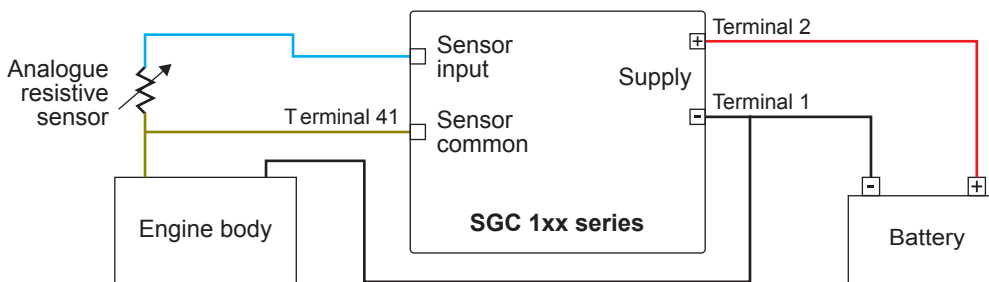 Analogue
resistive
sensor
Sensor
input
Terminal 41
Sensor
common
Supply
+
Terminal 2
-
Terminal 1
SGC 1xx series
Engine body
-
+
Battery